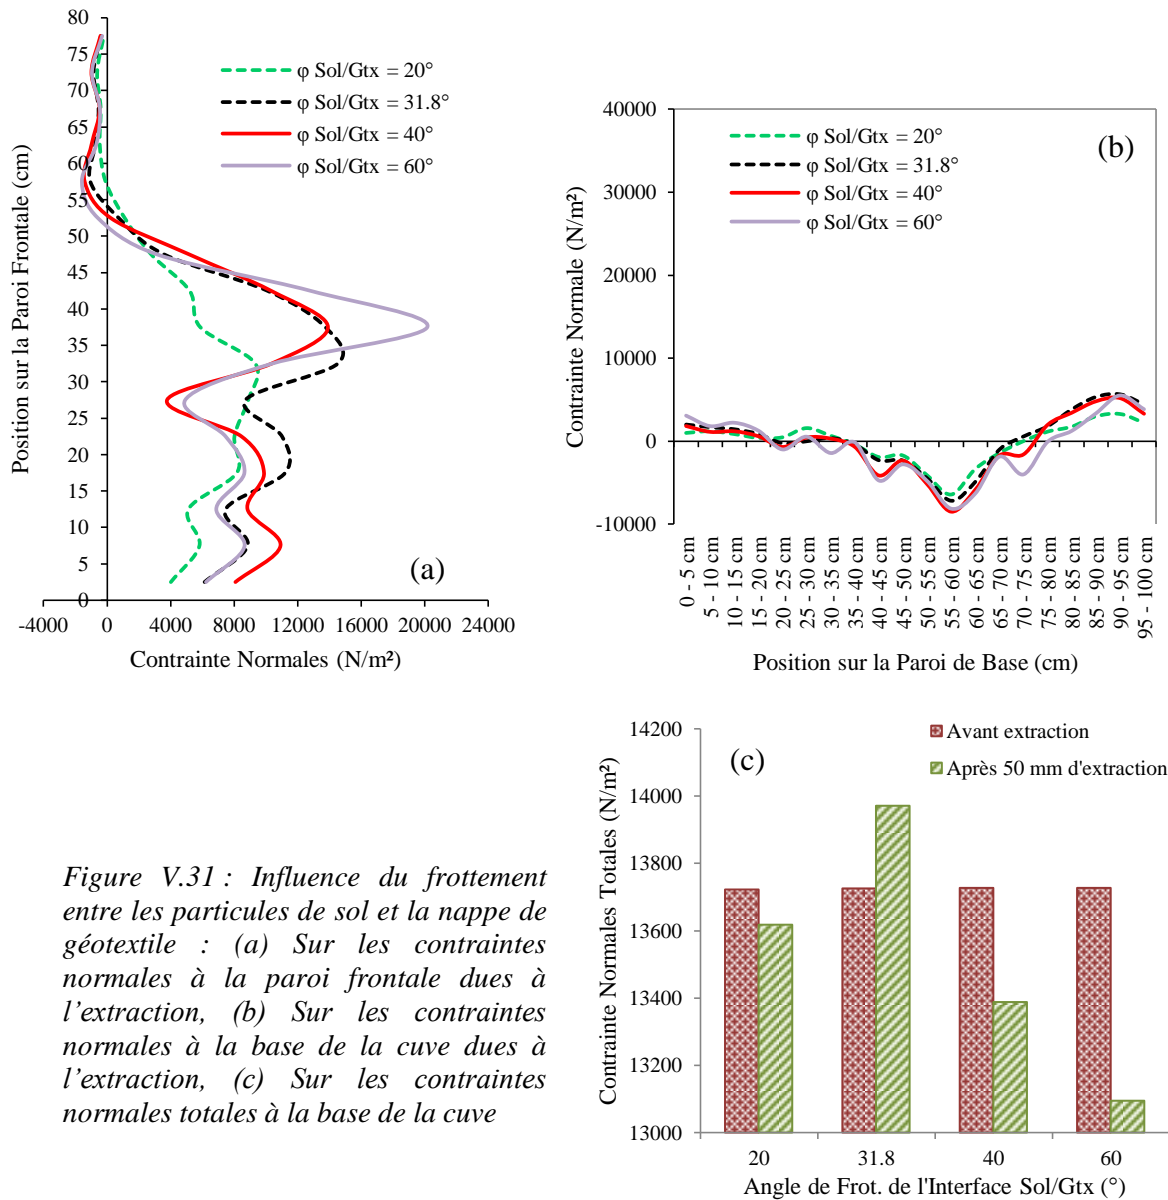 80
75
70
65
60
55
50
45
40
35
30
25
20
15
10
5
0
Position sur la Paroi Frontale (cm)
φ Sol/Gtx = 20°
φ Sol/Gtx = 31.8°
φ Sol/Gtx = 40°
φ Sol/Gtx = 60°
(a)
-4000 0 4000 8000 12000 16000 20000 24000
Contrainte Normales (N/m²)
40000
30000
20000
10000
0
-10000
Contrainte Normale (N/m²)
φ Sol/Gtx = 20°
φ Sol/Gtx = 31.8°
φ Sol/Gtx = 40°
φ Sol/Gtx = 60°
(b)
0 - 5 cm
5 - 10 cm
10 - 15 cm
15 - 20 cm
20 - 25 cm
25 - 30 cm
30 - 35 cm
35 - 40 cm
40 - 45 cm
45 - 50 cm
50 - 55 cm
55 - 60 cm
60 - 65 cm
65 - 70 cm
70 - 75 cm
75 - 80 cm
80 - 85 cm
85 - 90 cm
90 - 95 cm
95 - 100 cm
Position sur la Paroi de Base (cm)
14200
14000
13800
13600
13400
13200
13000
Contrainte Normales Totales (N/m²)
(c)
Avant extraction
Après 50 mm d'extraction
20 31.8 40 60
Angle de Frot. de l'Interface Sol/Gtx (°)
Figure V.31 : Influence du frottement
entre les particules de sol et la nappe de
géotextile : (a) Sur les contraintes
normales à la paroi frontale dues à
l’extraction, (b) Sur les contraintes
normales à la base de la cuve dues à
l’extraction, (c) Sur les contraintes
normales totales à la base de la cuve